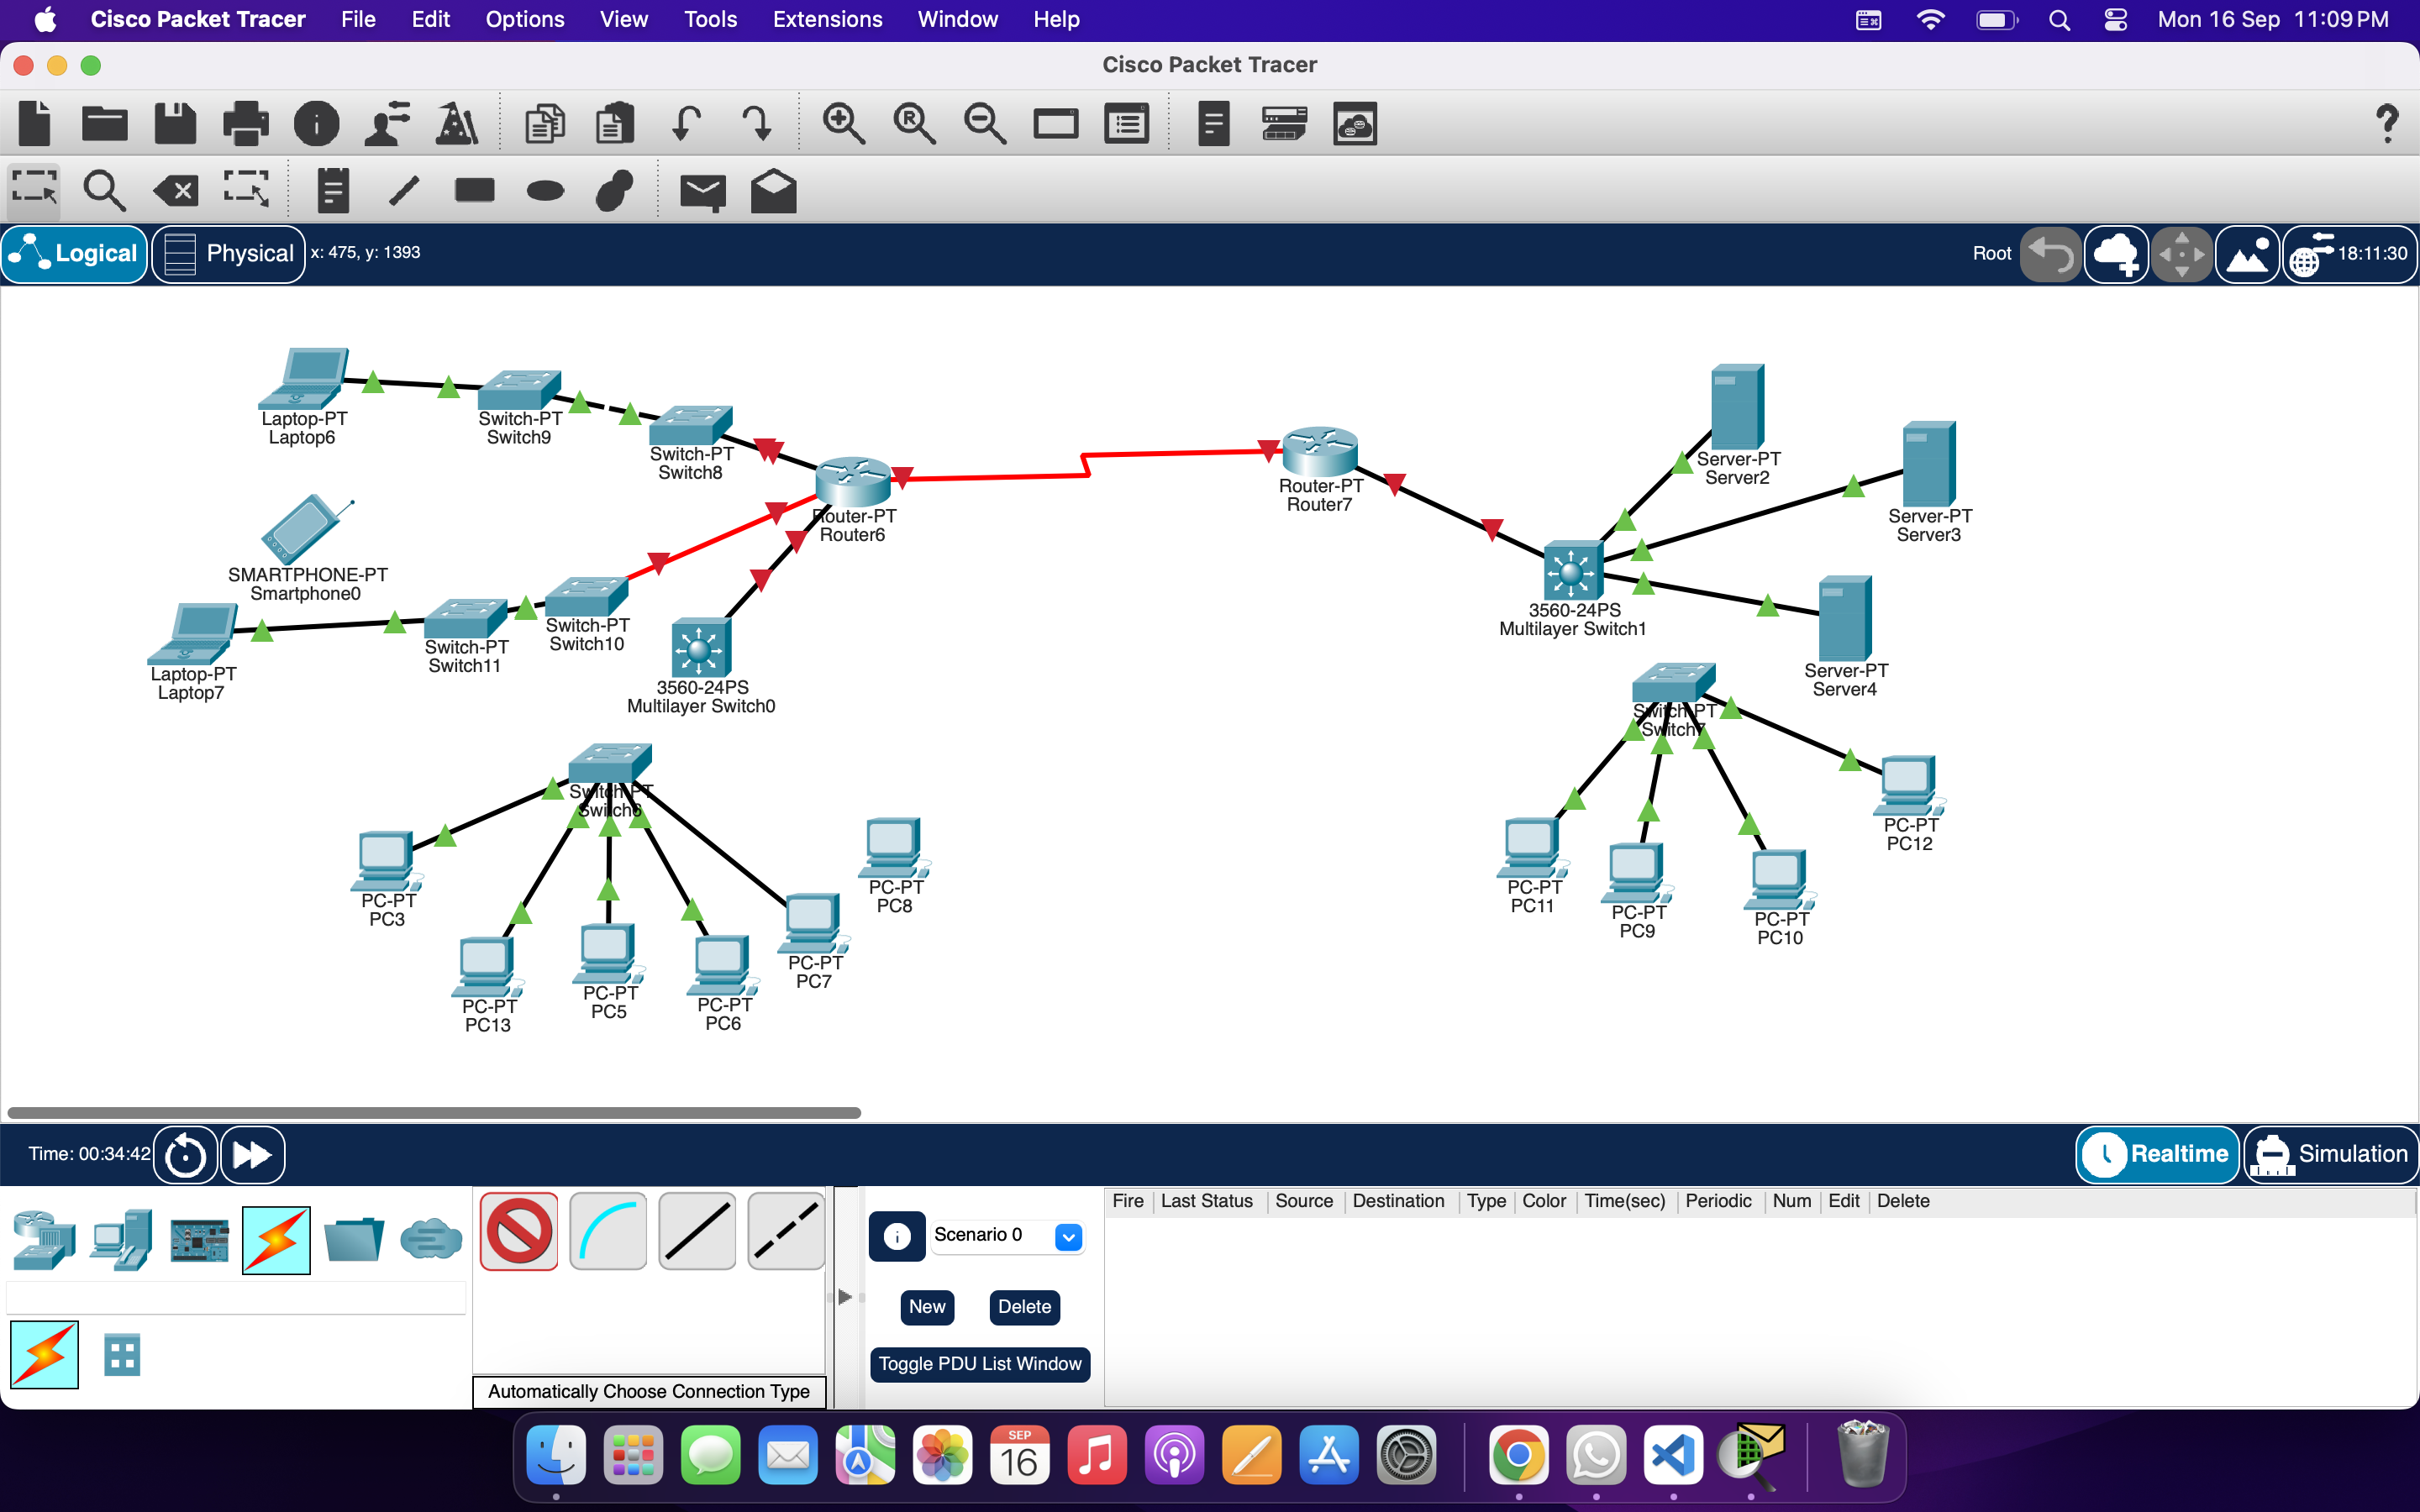 Cisco Packet Tracer File Edit Options View Tools Extensions Window Help Mon 16 Sep 11:09 PM
Cisco Packet Tracer
Logical Physical x: 475, y: 1393 Root 18:11:30
Laptop-PT
Laptop6
Switch-PT
Switch9
Switch-PT
Switch8
Router-PT
Router6
Router-PT
Router7
Server-PT
Server2
Server-PT
Server3
SMARTPHONE-PT
Smartphone0
Laptop-PT
Laptop7
Switch-PT
Switch11
Switch-PT
Switch10
3560-24PS
Multilayer Switch0
3560-24PS
Multilayer Switch1
Server-PT
Server4
Switch-PT
Switch7
Switch-PT
Switch6
PC-PT
PC3
PC-PT
PC13
PC-PT
PC5
PC-PT
PC6
PC-PT
PC7
PC-PT
PC8
PC-PT
PC11
PC-PT
PC9
PC-PT
PC10
PC-PT
PC12
Time: 00:34:42 Realtime Simulation
Scenario 0
New Delete
Toggle PDU List Window
Fire Last Status Source Destination Type Color Time(sec) Periodic Num Edit Delete
Automatically Choose Connection Type
SEP
16